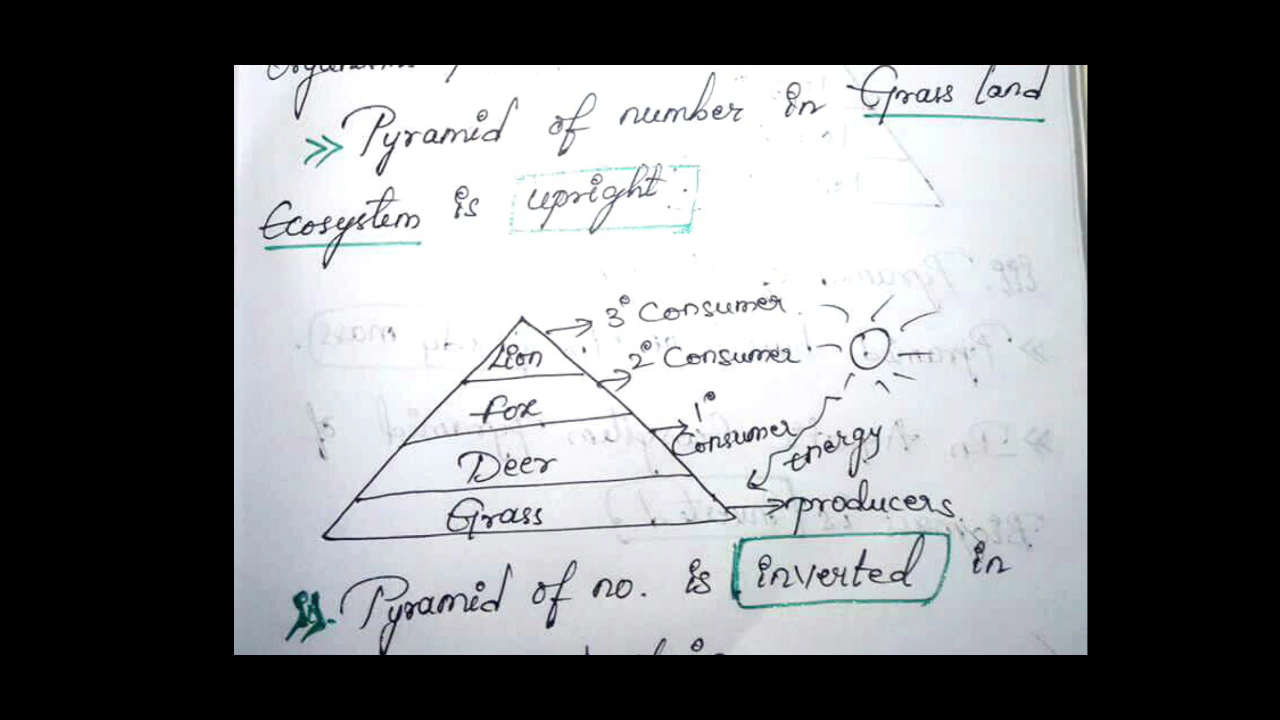 >> Pyramid of number in Grass land
Ecosystem is upright.
3° Consumer
Lion
2° Consumer
fox
1°
Consumer
energy
Deer
Grass
producers
Pyramid of no. is inverted in